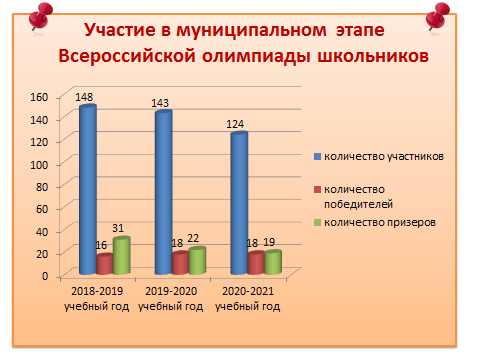 Участие в муниципальном этапе
Всероссийской олимпиады школьников
160
140
120
100
80
60
40
20
0
148
16
31
143
18
22
124
18
19
2018-2019
учебный год
2019-2020
учебный год
2020-2021
учебный год
количество участников
количество
победителей
количество призеров